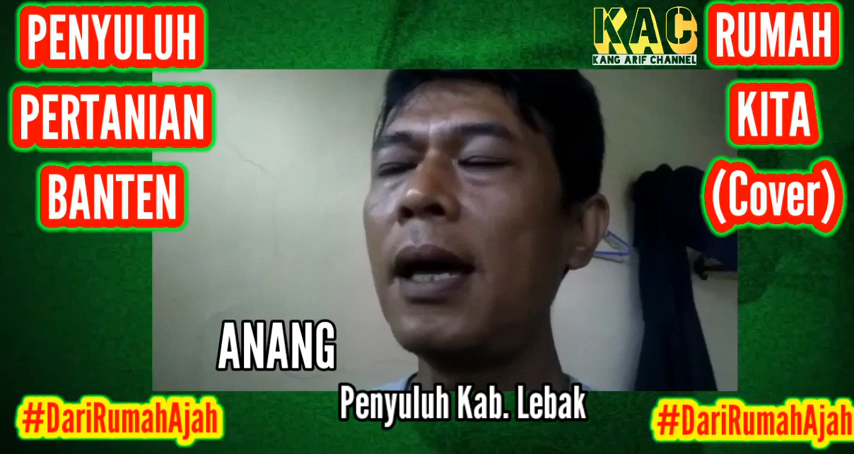 PENYULUH
PERTANIAN
BANTEN
KAC
KANG ARIF CHANNEL
RUMAH
KITA
(Cover)
ANANG
Penyuluh Kab. Lebak
#DariRumahAjah
#DariRumahAjah